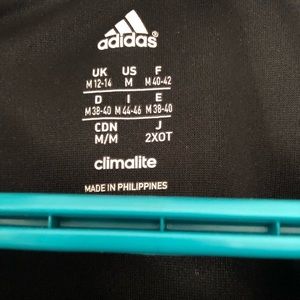 adidas
UK US F
M 12-14 M M 40-42
D I E
M 38-40 M 44-46 M 38-40
CDN J
M/M 2XOT
climalite
MADE IN PHILIPPINES